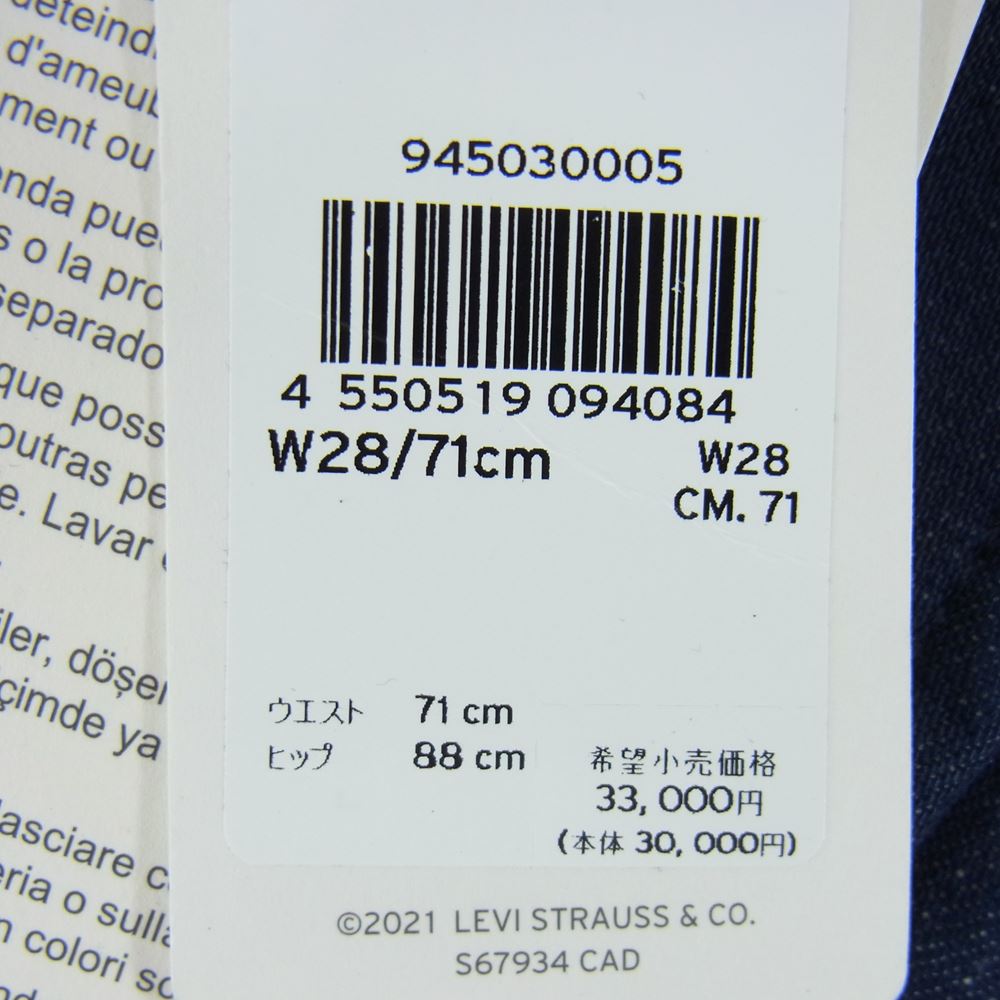 d'ameub
ment ou
enda pue
s o la pro
separado
que poss
outras pe
e. Lavar
iler, döşe
çimde ya
lasciare c
eria o sulla
n colori so
945030005
4 550519 094084
W28/71cm
W28
CM. 71
ウエスト 71 cm
ヒップ 88 cm
希望小売価格
33,000円
(本体 30,000円)
©2021 LEVI STRAUSS & CO.
S67934 CAD